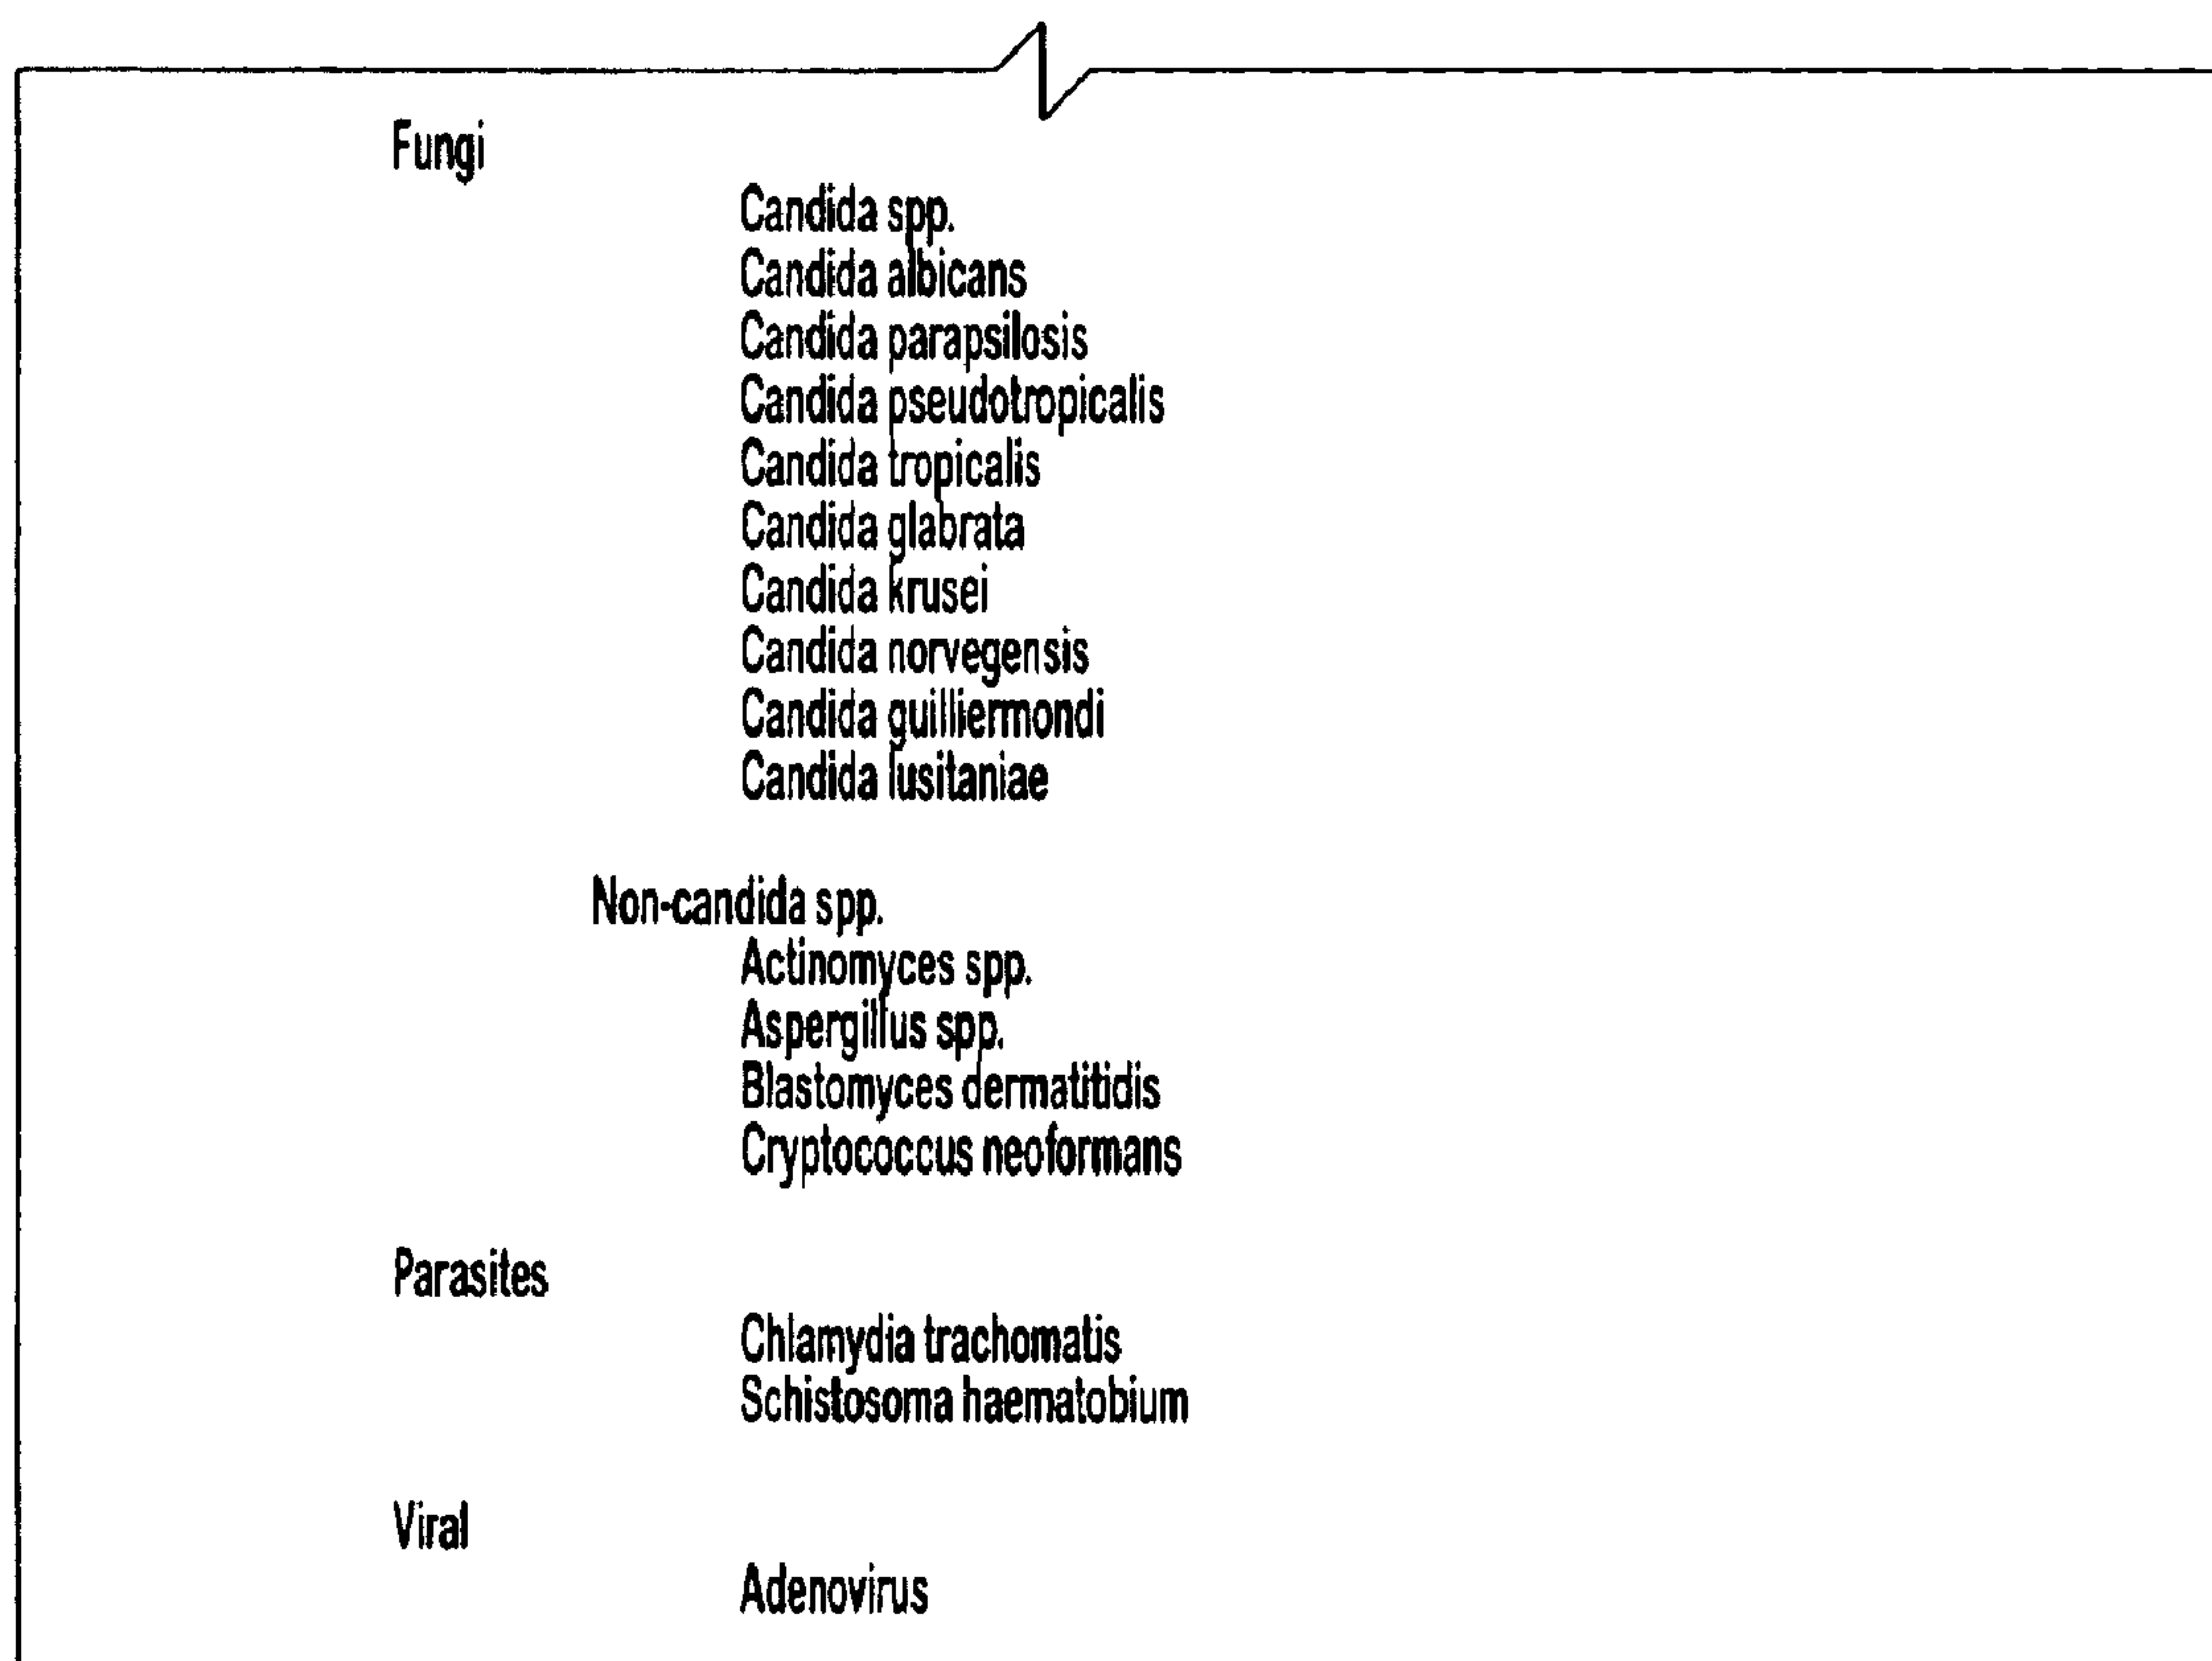 Fungi
Candida spp.
Candida albicans
Candida parapsilosis
Candida pseudotropicalis
Candida tropicalis
Candida glabrata
Candida krusei
Candida norvegensis
Candida guilliermondi
Candida lusitaniae
Non-candida spp.
Actinomyces spp.
Aspergillus spp.
Blastomyces dermatitidis
Cryptococcus neoformans
Parasites
Chlamydia trachomatis
Schistosoma haematobium
Viral
Adenovirus